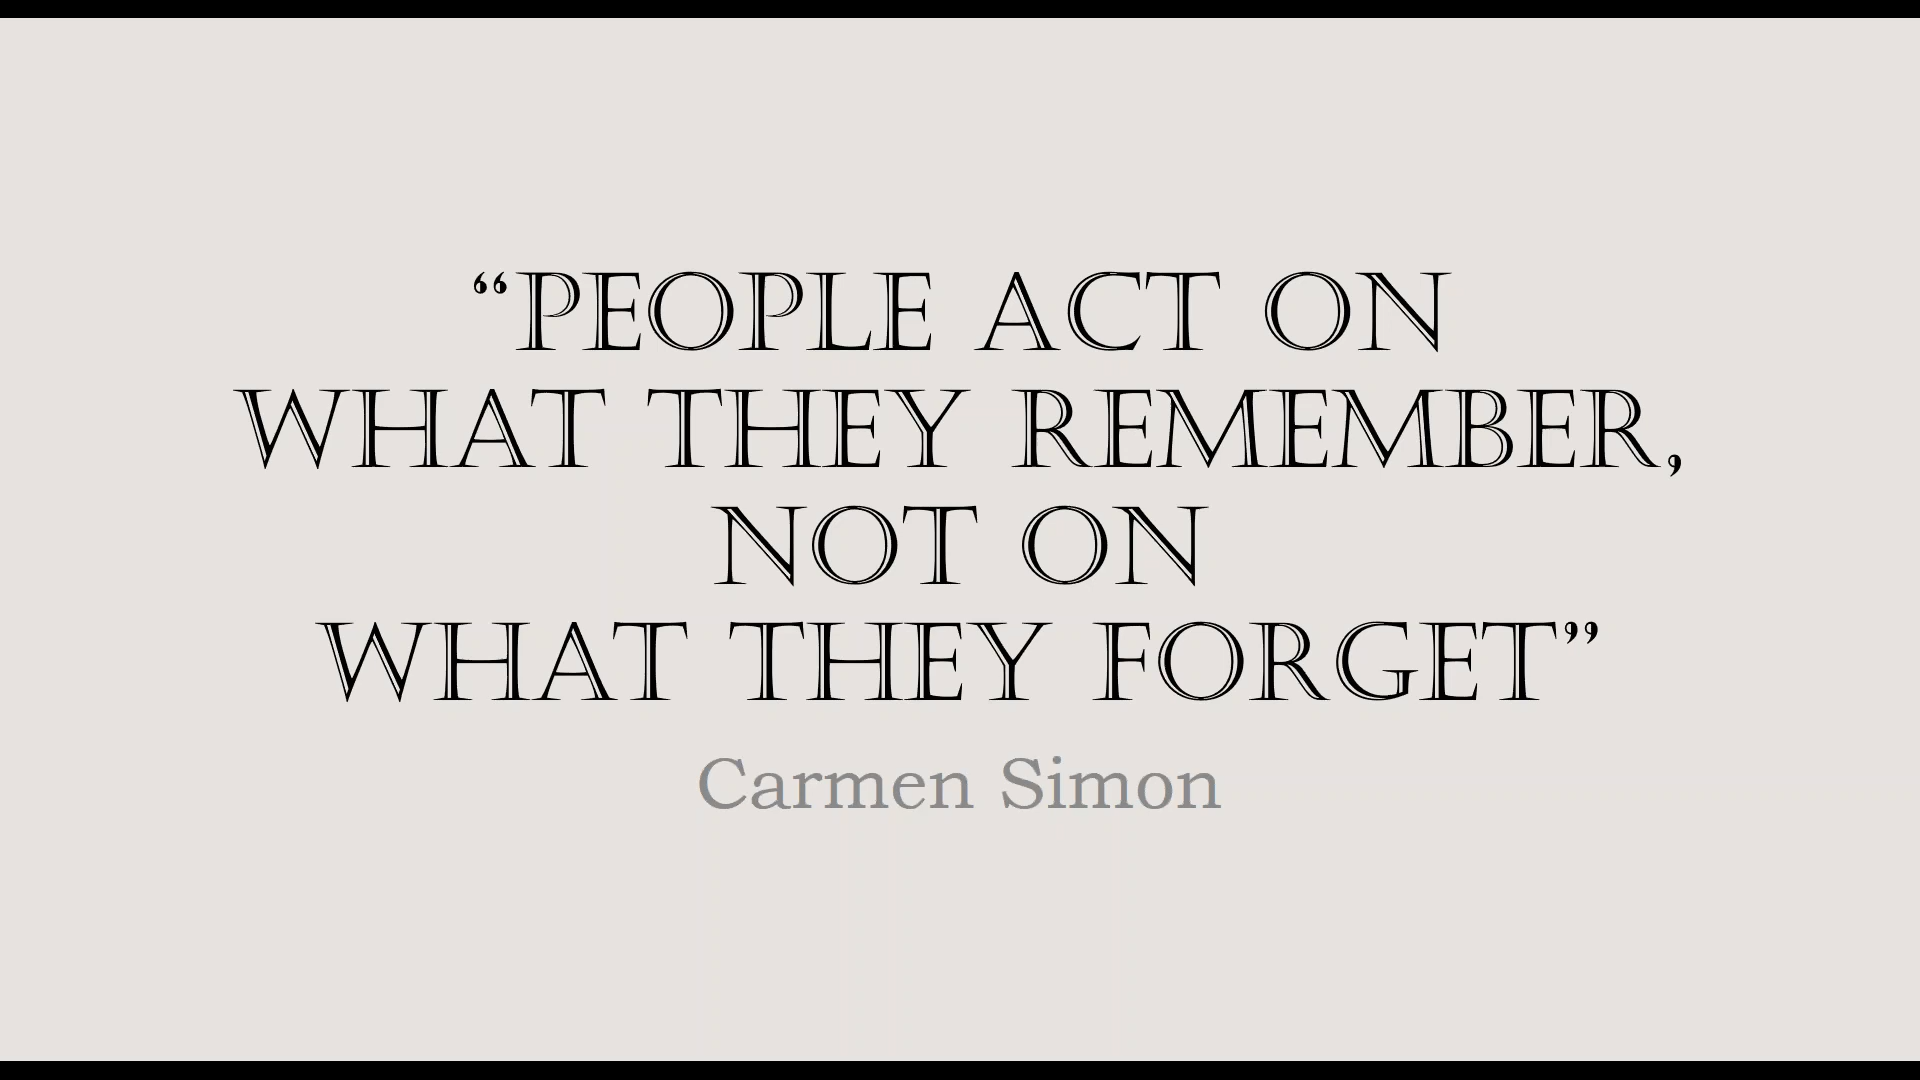 “PEOPLE ACT ON
WHAT THEY REMEMBER,
NOT ON
WHAT THEY FORGET”
Carmen Simon